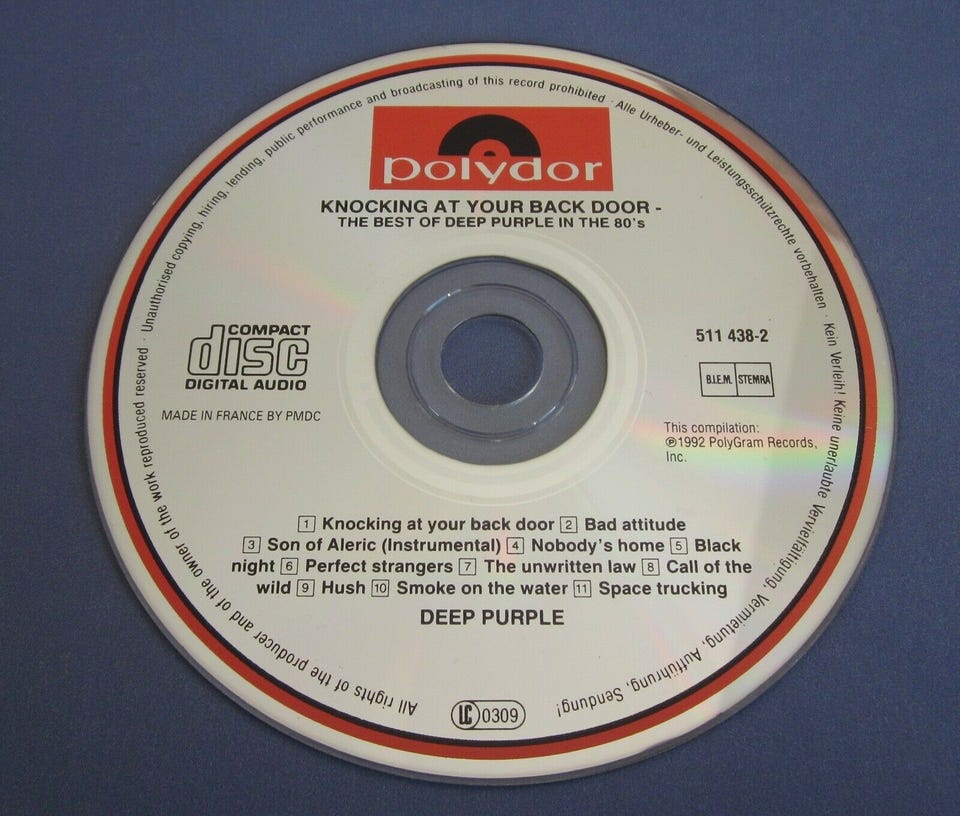 polydor
KNOCKING AT YOUR BACK DOOR -
THE BEST OF DEEP PURPLE IN THE 80's
COMPACT
disc
DIGITAL AUDIO
MADE IN FRANCE BY PMDC
511 438-2
B.I.E.M. STEMRA
This compilation:
℗1992 PolyGram Records,
Inc.
1 Knocking at your back door 2 Bad attitude
3 Son of Aleric (Instrumental) 4 Nobody's home 5 Black
night 6 Perfect strangers 7 The unwritten law 8 Call of the
wild 9 Hush 10 Smoke on the water 11 Space trucking
DEEP PURPLE
LC 0309
All rights of the producer and of the owner of the work reproduced reserved · Unauthorised copying, hiring, lending, public performance and broadcasting of this record prohibited · Alle Urheber- und Leistungsschutzrechte vorbehalten · Kein Verleih! Keine unerlaubte Vervielfältigung, Vermietung, Aufführung, Sendung!